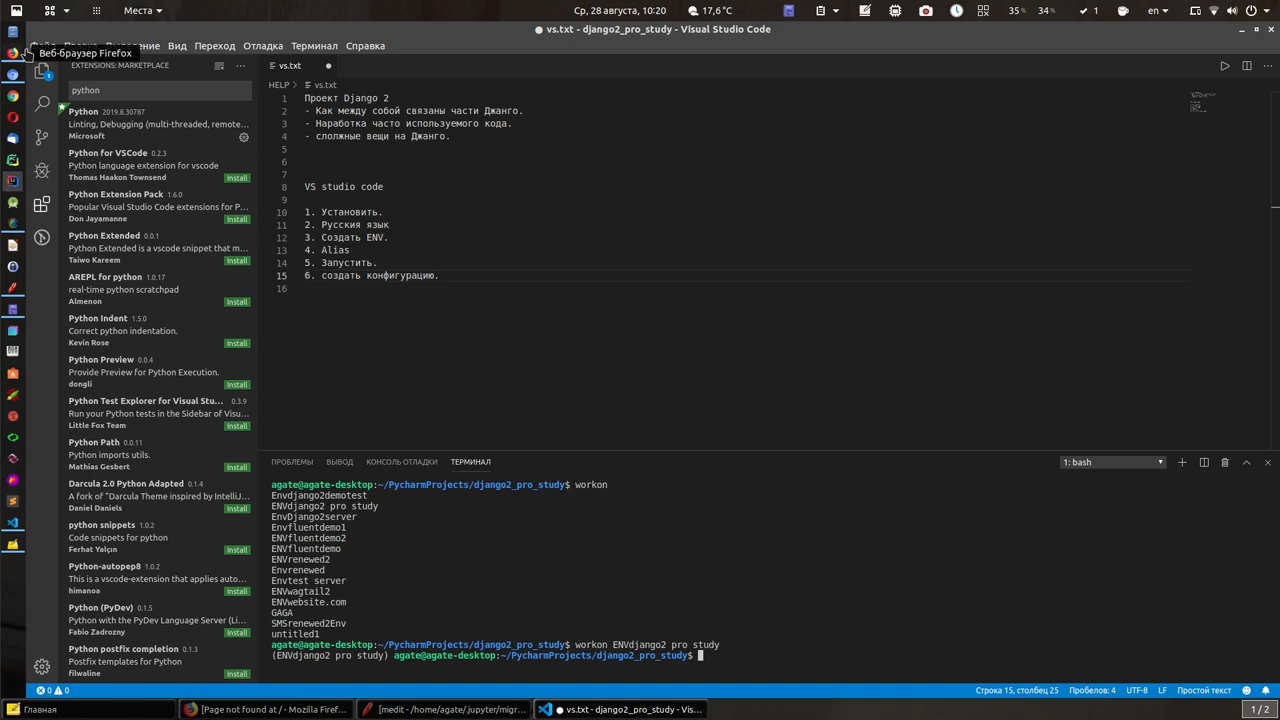 Места
Ср, 28 августа, 10:20
17,6 °C
35%
34%
1
en
vs.txt - django2_pro_study - Visual Studio Code
Вид Переход Отладка Терминал Справка
Веб-браузер Firefox
EXTENSIONS: MARKETPLACE
python
Python 2019.8.30787
Linting, Debugging (multi-threaded, remote...
Microsoft
Python for VSCode 0.2.3
Python language extension for vscode
Thomas Haakon Townsend Install
Python Extension Pack 1.6.0
Popular Visual Studio Code extensions for P...
Don Jayamanne Install
Python Extended 0.0.1
Python Extended is a vscode snippet that m...
Taiwo Kareem Install
AREPL for python 1.0.17
real-time python scratchpad
Almenon Install
Python Indent 1.5.0
Correct python indentation.
Kevin Rose Install
Python Preview 0.0.4
Provide Preview for Python Execution.
dongli Install
Python Test Explorer for Visual Stu... 0.3.9
Run your Python tests in the Sidebar of Visu...
Little Fox Team Install
Python Path 0.0.11
Python imports utils.
Mathias Gesbert Install
Darcula 2.0 Python Adapted 0.1.4
A fork of "Darcula Theme inspired by IntelliJ...
Daniel Daniels Install
python snippets 1.0.2
Code snippets for python
Ferhat Yalçın Install
Python-autopep8 1.0.2
This is a vscode-extension that applies auto...
himanoa Install
Python (PyDev) 0.1.5
Python with the PyDev Language Server (Li...
Fabio Zadrozny Install
Python postfix completion 1.0.0
Postfix templates for Python
filwaline Install
vs.txt
HELP > vs.txt
1 Проект Django 2
2 - Как между собой связаны части Джанго.
3 - Наработка часто используемого кода.
4 - слолжные вещи на Джанго.
5
6
7
8 VS studio code
9
10 1. Установить.
11 2. Русския язык
12 3. Создать ENV.
13 4. Alias
14 5. Запустить.
15 6. создать конфигурацию.
16
ПРОБЛЕМЫ ВЫВОД КОНСОЛЬ ОТЛАДКИ ТЕРМИНАЛ
1: bash
agate@agate-desktop:~/PycharmProjects/django2_pro_study$ workon
Envdjango2demotest
ENVdjango2 pro study
EnvDjango2server
Envfluentdemo1
ENVfluentdemo2
ENVfluentdemo
ENVrenewed2
Envrenewed
Envtest server
ENVwagtail2
ENVwebsite.com
GAGA
SMSrenewed2Env
untitled1
agate@agate-desktop:~/PycharmProjects/django2_pro_study$ workon ENVdjango2 pro study
(ENVdjango2 pro study) agate@agate-desktop:~/PycharmProjects/django2_pro_study$
0 0
Строка 15, столбец 25 Пробелов: 4 UTF-8 LF Простой текст
Главная
[Page not found at / - Mozilla Firef...
[medit - /home/agate/.jupyter/migr...
vs.txt - django2_pro_study - Vis...
1 / 2